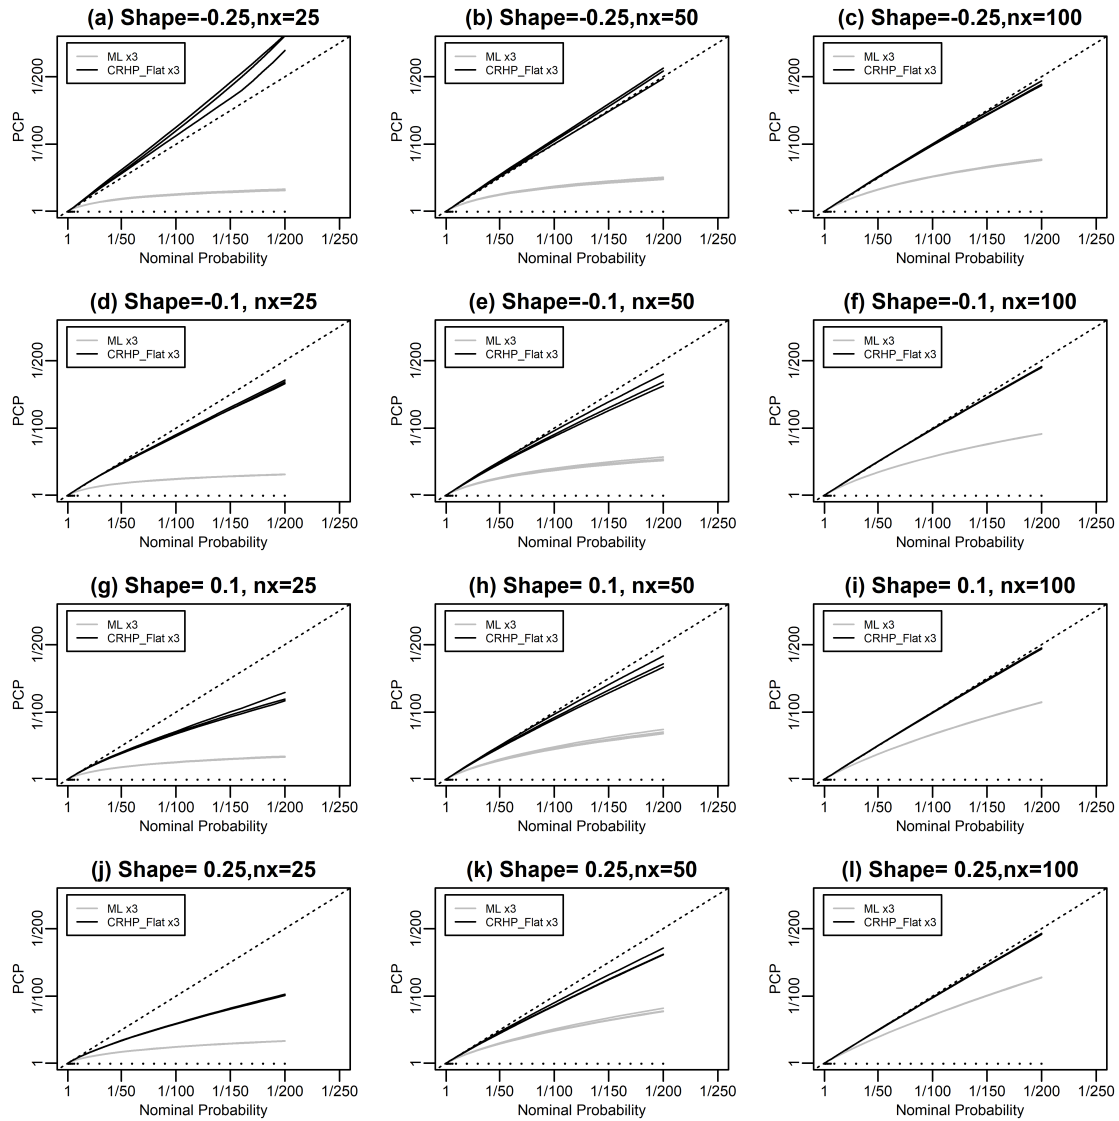 (a) Shape=-0.25,nx=25
ML x3
CRHP_Flat x3
PCP
1/200
1/100
1
1 1/50 1/100 1/150 1/200 1/250
Nominal Probability
(b) Shape=-0.25,nx=50
ML x3
CRHP_Flat x3
PCP
1/200
1/100
1
1 1/50 1/100 1/150 1/200 1/250
Nominal Probability
(c) Shape=-0.25,nx=100
ML x3
CRHP_Flat x3
PCP
1/200
1/100
1
1 1/50 1/100 1/150 1/200 1/250
Nominal Probability
(d) Shape=-0.1, nx=25
ML x3
CRHP_Flat x3
PCP
1/200
1/100
1
1 1/50 1/100 1/150 1/200 1/250
Nominal Probability
(e) Shape=-0.1, nx=50
ML x3
CRHP_Flat x3
PCP
1/200
1/100
1
1 1/50 1/100 1/150 1/200 1/250
Nominal Probability
(f) Shape=-0.1, nx=100
ML x3
CRHP_Flat x3
PCP
1/200
1/100
1
1 1/50 1/100 1/150 1/200 1/250
Nominal Probability
(g) Shape= 0.1, nx=25
ML x3
CRHP_Flat x3
PCP
1/200
1/100
1
1 1/50 1/100 1/150 1/200 1/250
Nominal Probability
(h) Shape= 0.1, nx=50
ML x3
CRHP_Flat x3
PCP
1/200
1/100
1
1 1/50 1/100 1/150 1/200 1/250
Nominal Probability
(i) Shape= 0.1, nx=100
ML x3
CRHP_Flat x3
PCP
1/200
1/100
1
1 1/50 1/100 1/150 1/200 1/250
Nominal Probability
(j) Shape= 0.25,nx=25
ML x3
CRHP_Flat x3
PCP
1/200
1/100
1
1 1/50 1/100 1/150 1/200 1/250
Nominal Probability
(k) Shape= 0.25,nx=50
ML x3
CRHP_Flat x3
PCP
1/200
1/100
1
1 1/50 1/100 1/150 1/200 1/250
Nominal Probability
(l) Shape= 0.25,nx=100
ML x3
CRHP_Flat x3
PCP
1/200
1/100
1
1 1/50 1/100 1/150 1/200 1/250
Nominal Probability